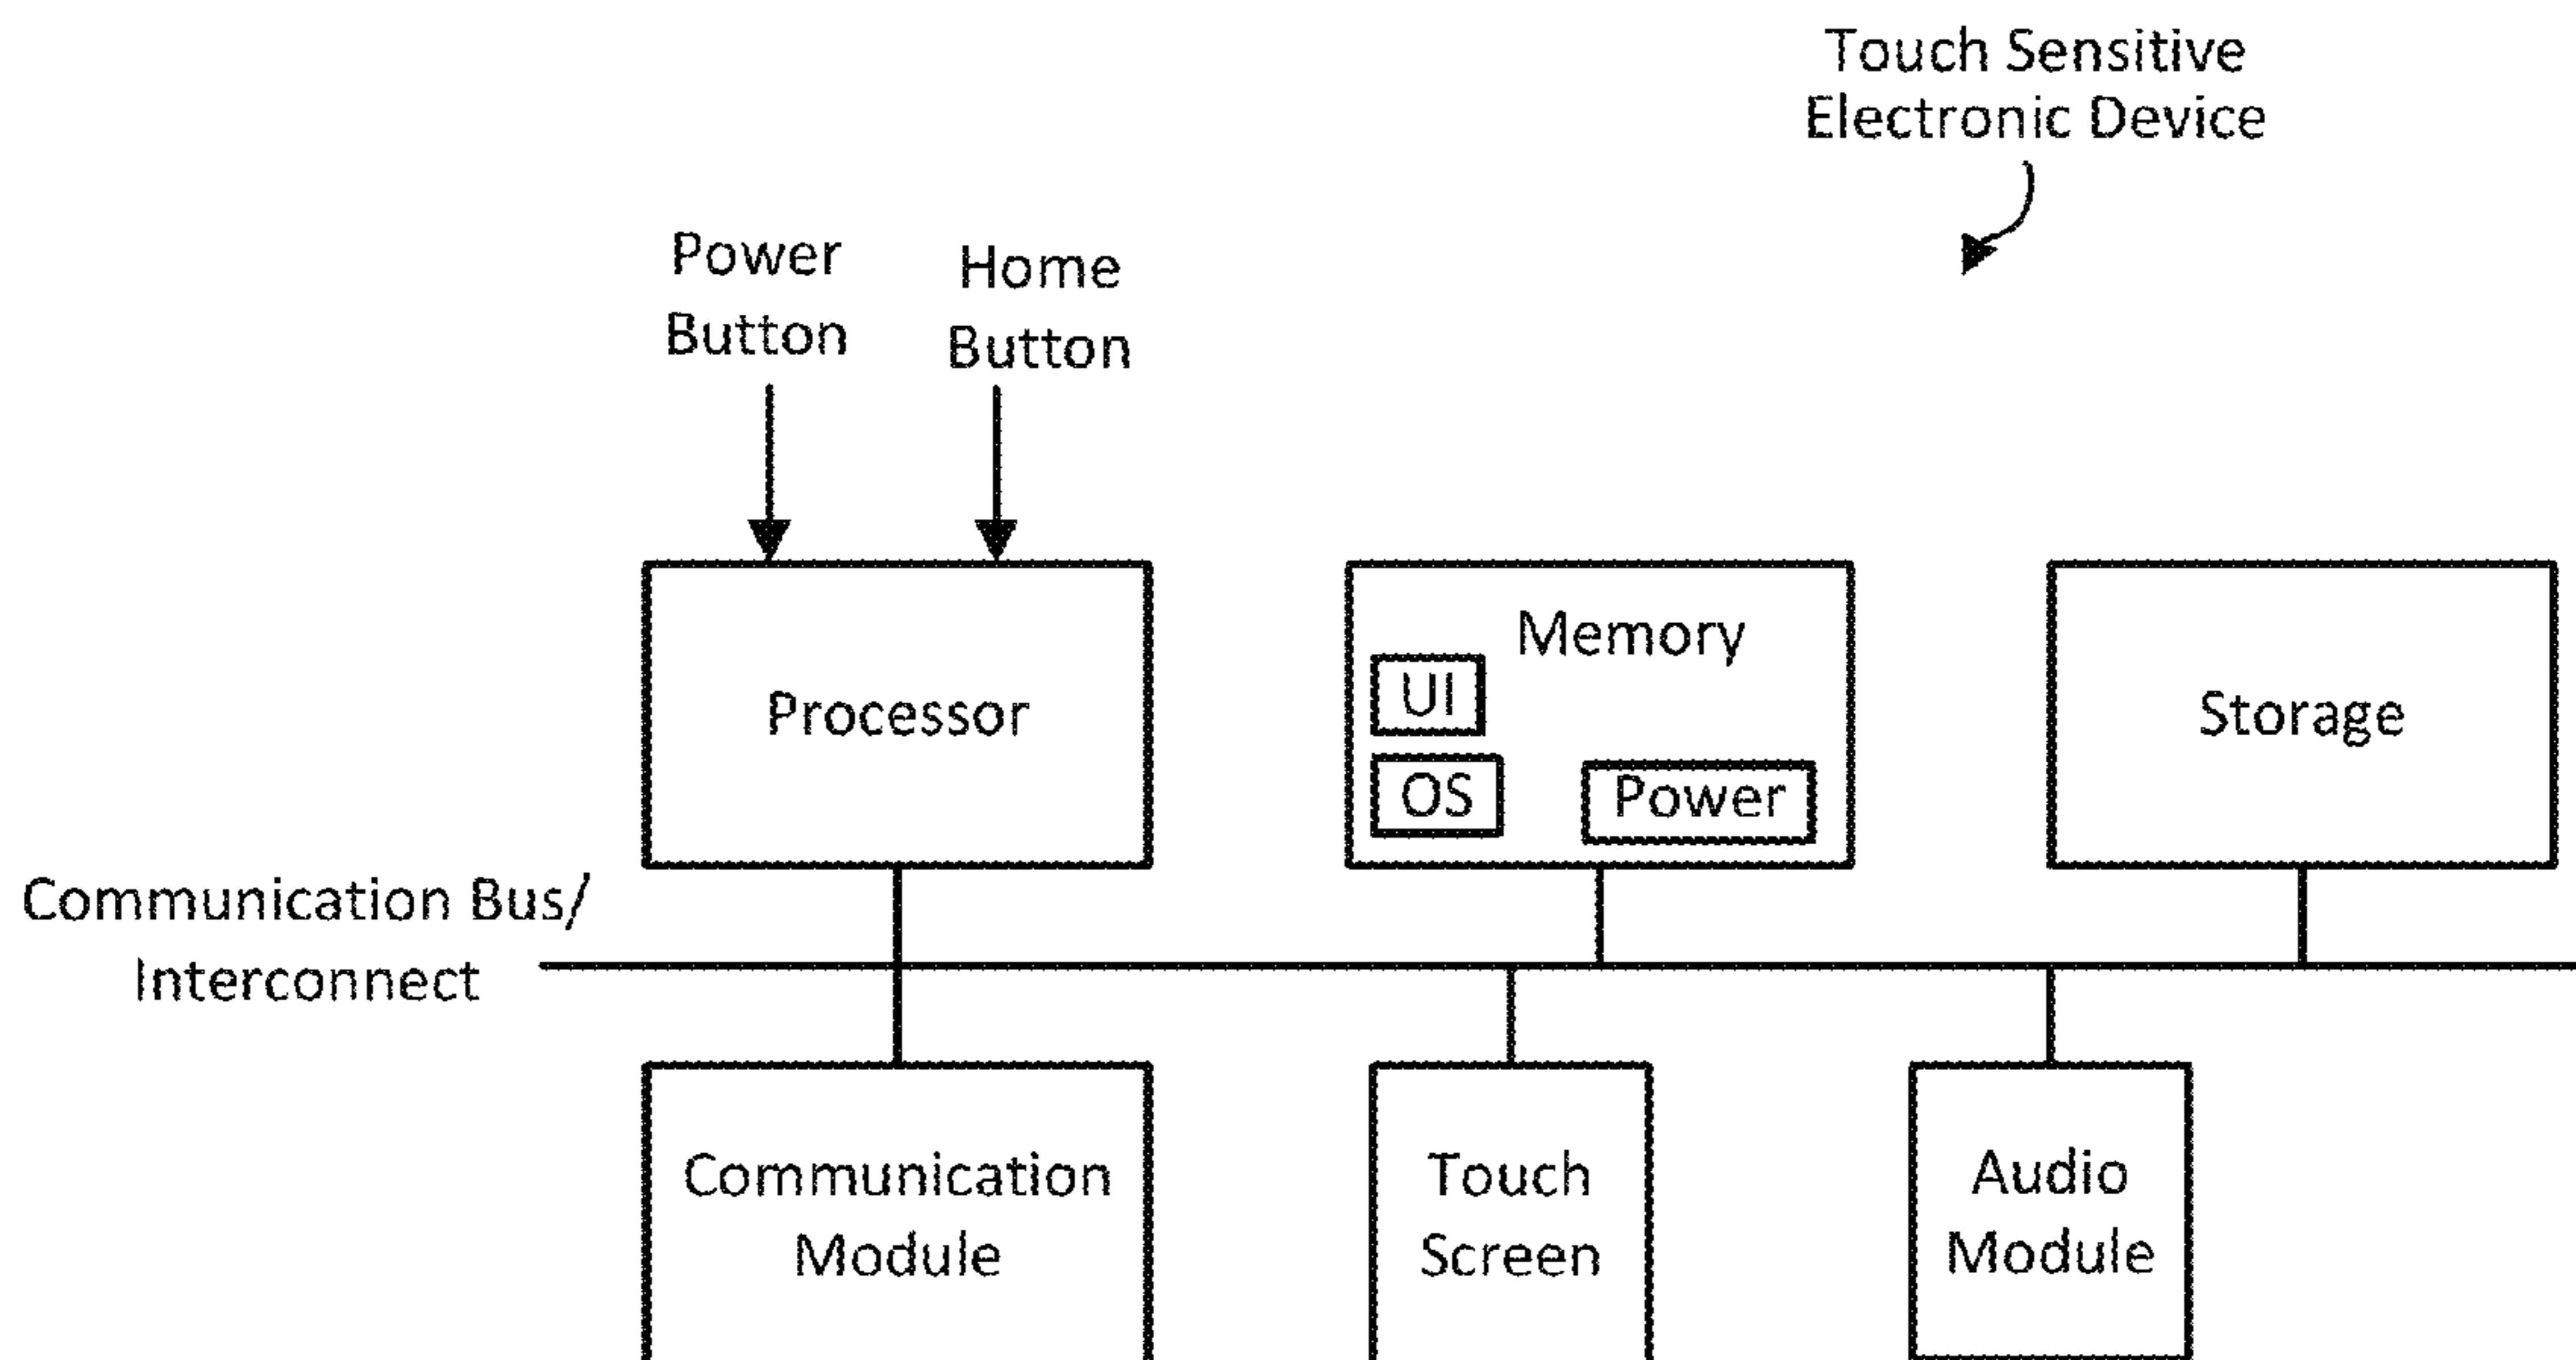 Touch Sensitive
Electronic Device
Power
Button
Home
Button
Processor
Memory
UI
OS
Power
Storage
Communication Bus/
Interconnect
Communication
Module
Touch
Screen
Audio
Module